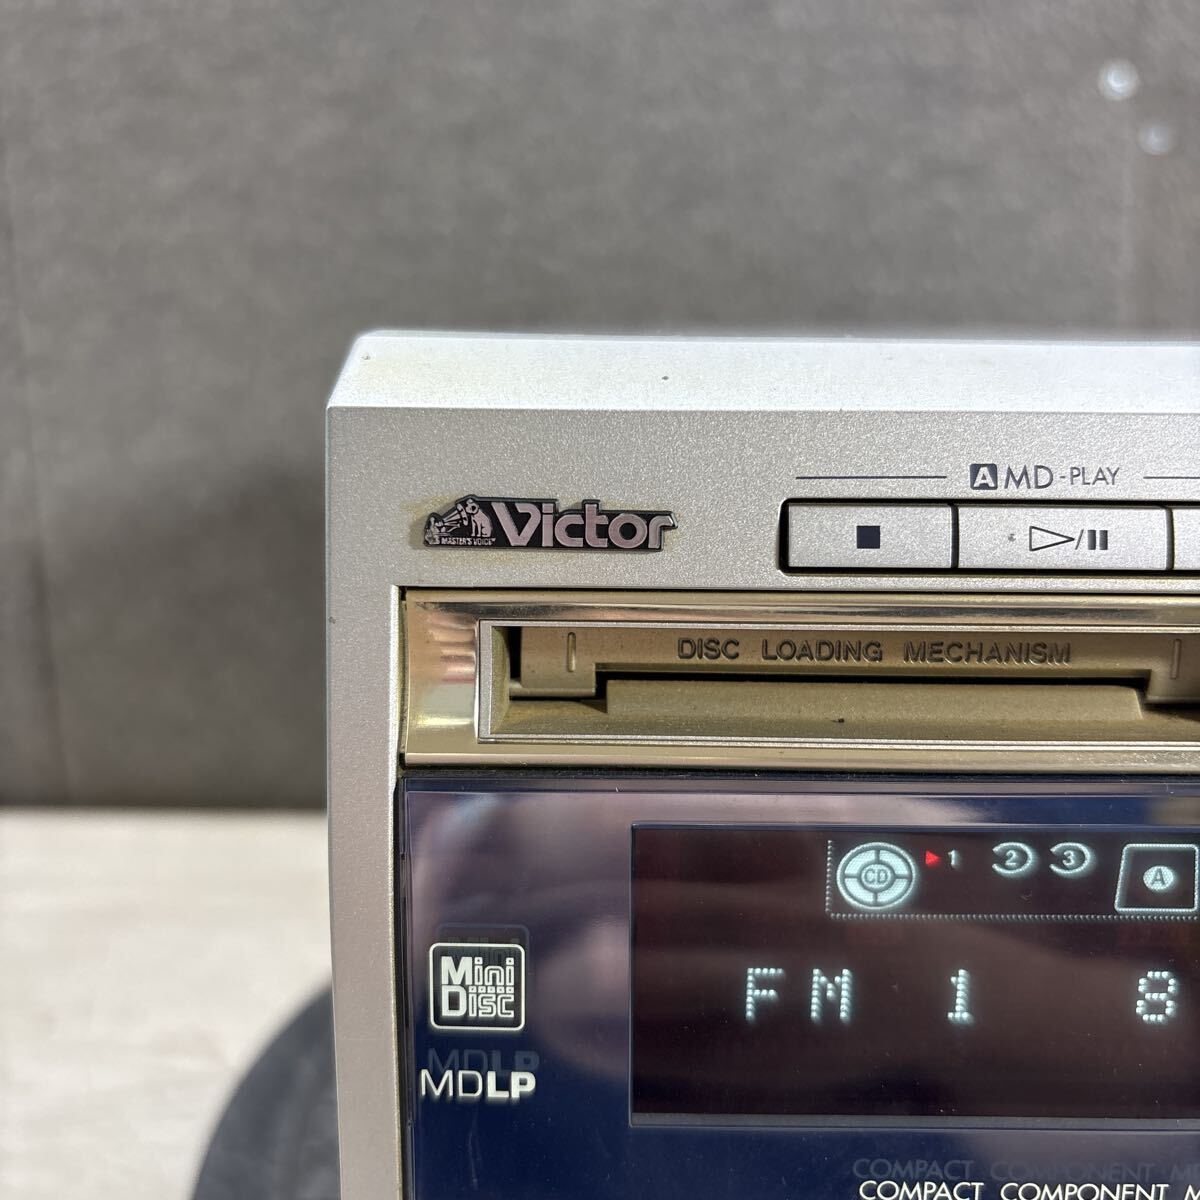 A MD-PLAY
MASTER'S VOICE Victor
DISC LOADING MECHANISM
CD 1 2 3 A
FM 1 8
Mini
Disc
MDLP
COMPACT COMPONENT M